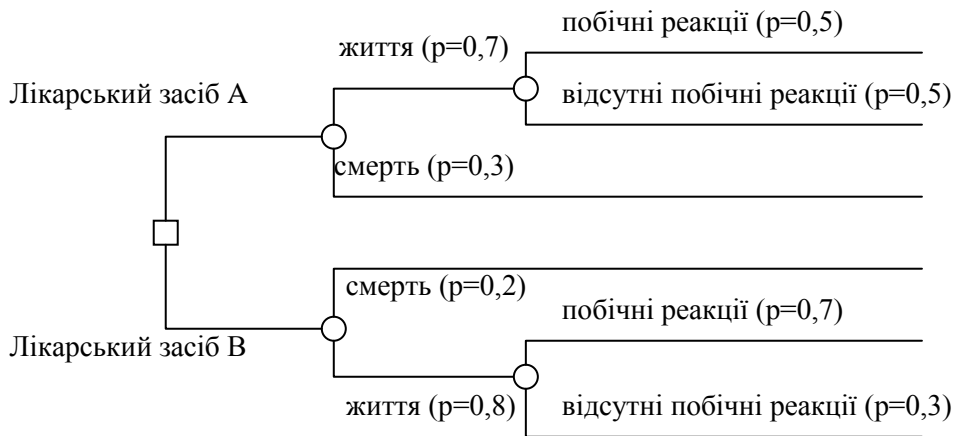 побічні реакції (p=0,5)
життя (p=0,7)
Лікарський засіб А
відсутні побічні реакції (p=0,5)
смерть (p=0,3)
смерть (p=0,2)
побічні реакції (p=0,7)
Лікарський засіб В
життя (p=0,8)
відсутні побічні реакції (p=0,3)